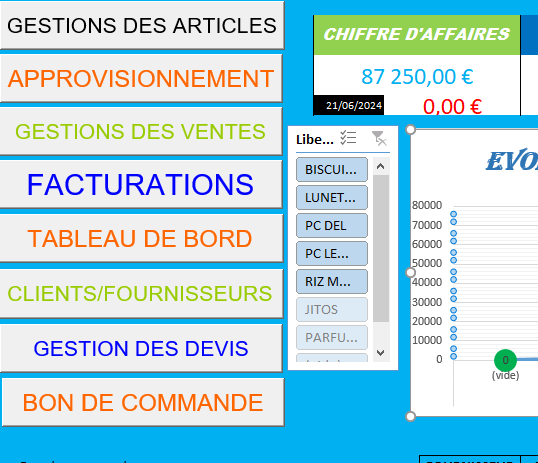 GESTIONS DES ARTICLES
APPROVISIONNEMENT
GESTIONS DES VENTES
FACTURATIONS
TABLEAU DE BORD
CLIENTS/FOURNISSEURS
GESTION DES DEVIS
BON DE COMMANDE
CHIFFRE D'AFFAIRES
87 250,00 €
21/06/2024
0,00 €
Libe...
BISCUI...
LUNET...
PC DEL
PC LE...
RIZ M...
JITOS
PARFU...
EVO
80000
70000
60000
50000
40000
30000
20000
10000
0
0
(vide)